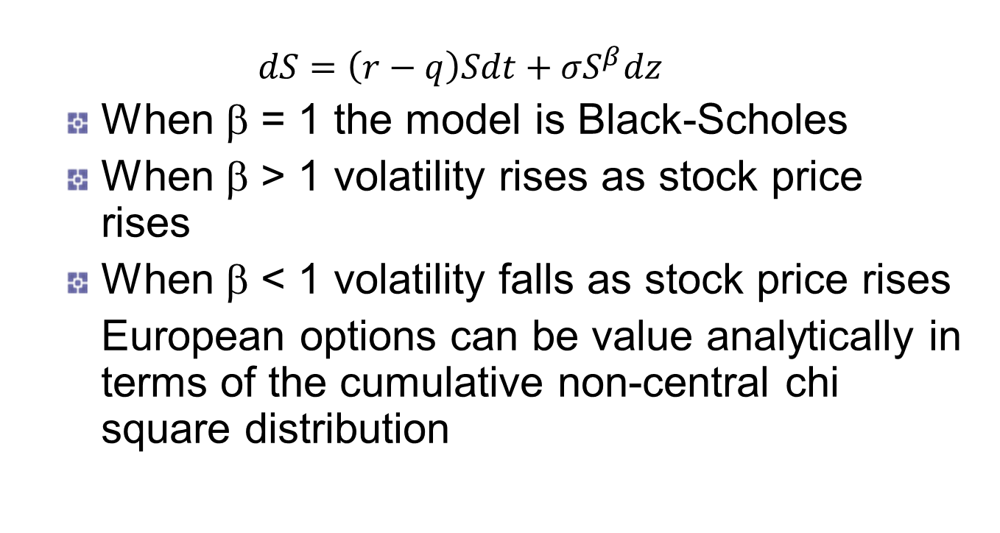 𝑑𝑆 = (𝑟 − 𝑞)𝑆𝑑𝑡 + 𝜎𝑆^𝛽 𝑑𝑧
When β = 1 the model is Black-Scholes
When β > 1 volatility rises as stock price
rises
When β < 1 volatility falls as stock price rises
European options can be value analytically in
terms of the cumulative non-central chi
square distribution